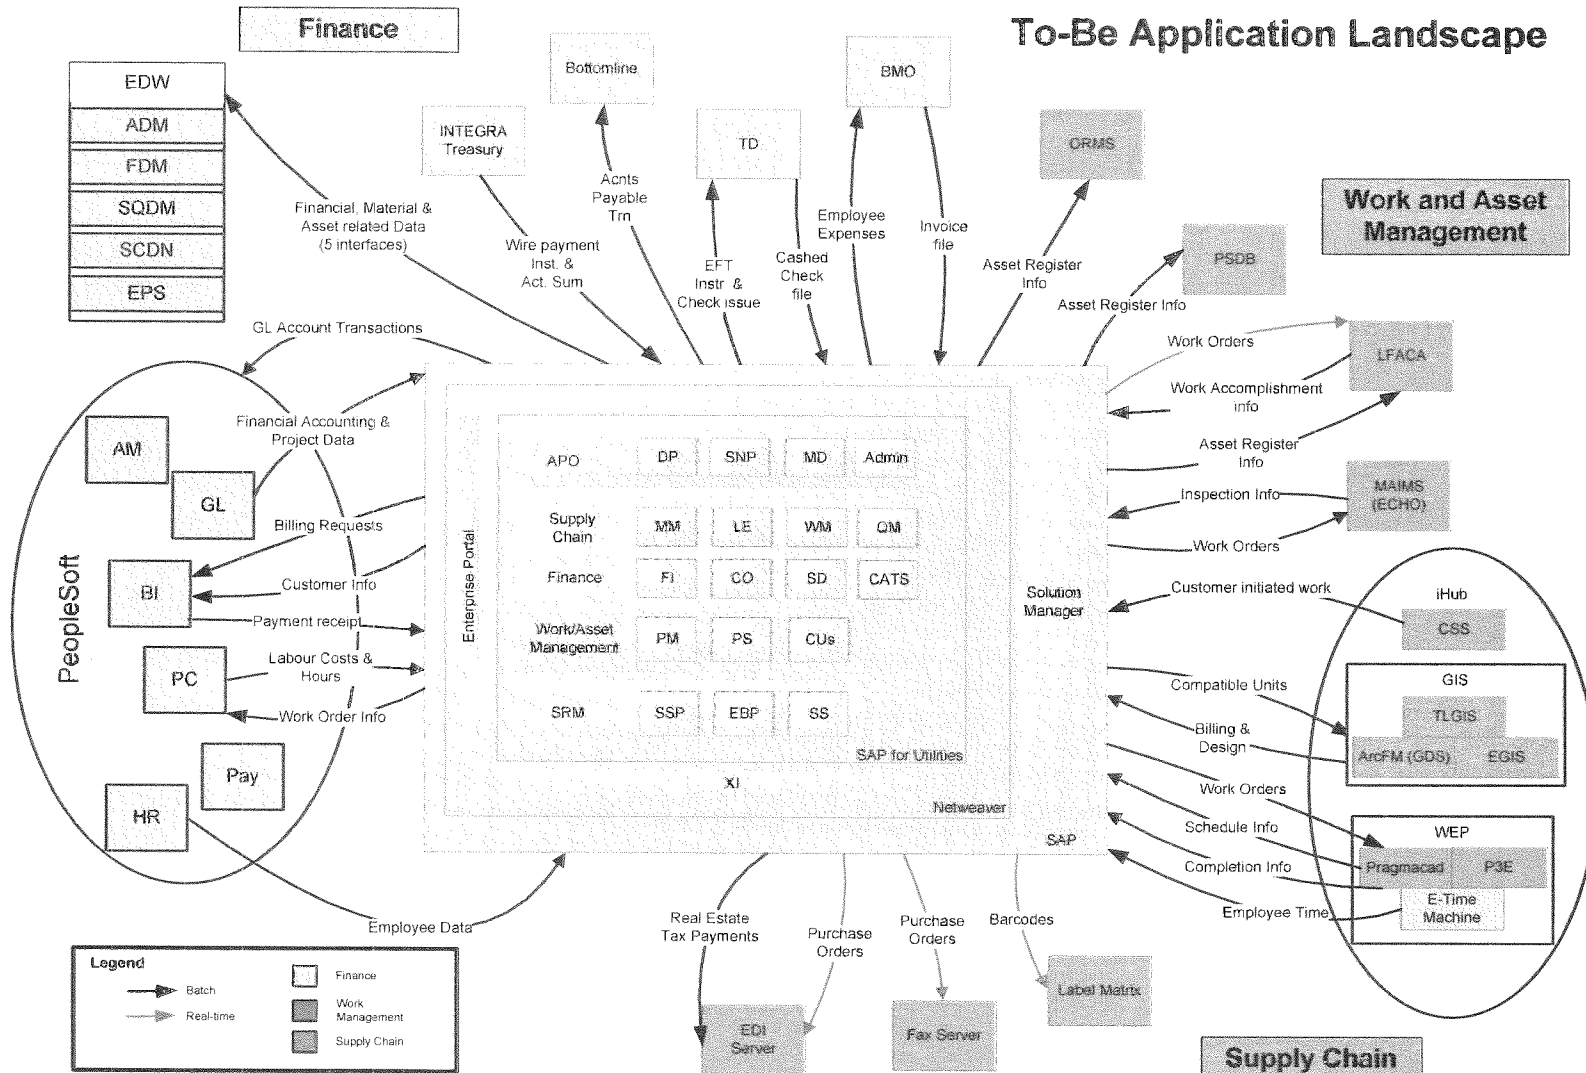 To-Be Application Landscape
Finance
EDW
ADM
FDM
SQDM
SCDN
EPS
INTEGRA
Treasury
Bottomline
TD
BMO
ORMS
Work and Asset
Management
PSDB
LFACA
MAIMS
(ECHO)
Financial, Material &
Asset related Data
(5 interfaces)
Wire payment
Inst. &
Act. Sum
Acnts
Payable
Trn
EFT
Instr &
Check issue
Cashed
Check
file
Employee
Expenses
Invoice
file
Asset Register
Info
Asset Register Info
Work Orders
Work Accomplishment
info
Asset Register
Info
Inspection Info
Work Orders
Customer initiated work
Compatible Units
Billing &
Design
Work Orders
Schedule Info
Completion Info
Employee Time
GL Account Transactions
Financial Accounting &
Project Data
Billing Requests
Customer Info
Payment receipt
Labour Costs &
Hours
Work Order Info
Employee Data
PeopleSoft
AM
GL
BI
PC
Pay
HR
Enterprise Portal
APO
DP
SNP
MD
Admin
Supply
Chain
MM
LE
WM
QM
Finance
FI
CO
SD
CATS
Work/Asset
Management
PM
PS
CUs
SRM
SSP
EBP
SS
SAP for Utilities
XI
Netweaver
Solution
Manager
SAP
iHub
CSS
GIS
TLGIS
ArcFM (GDS)
EGIS
WEP
Pragmacad
P3E
E-Time
Machine
Real Estate
Tax Payments
Purchase
Orders
Purchase
Orders
Barcodes
EDI
Server
Fax Server
Label Matrix
Supply Chain
Legend
Batch
Real-time
Finance
Work
Management
Supply Chain